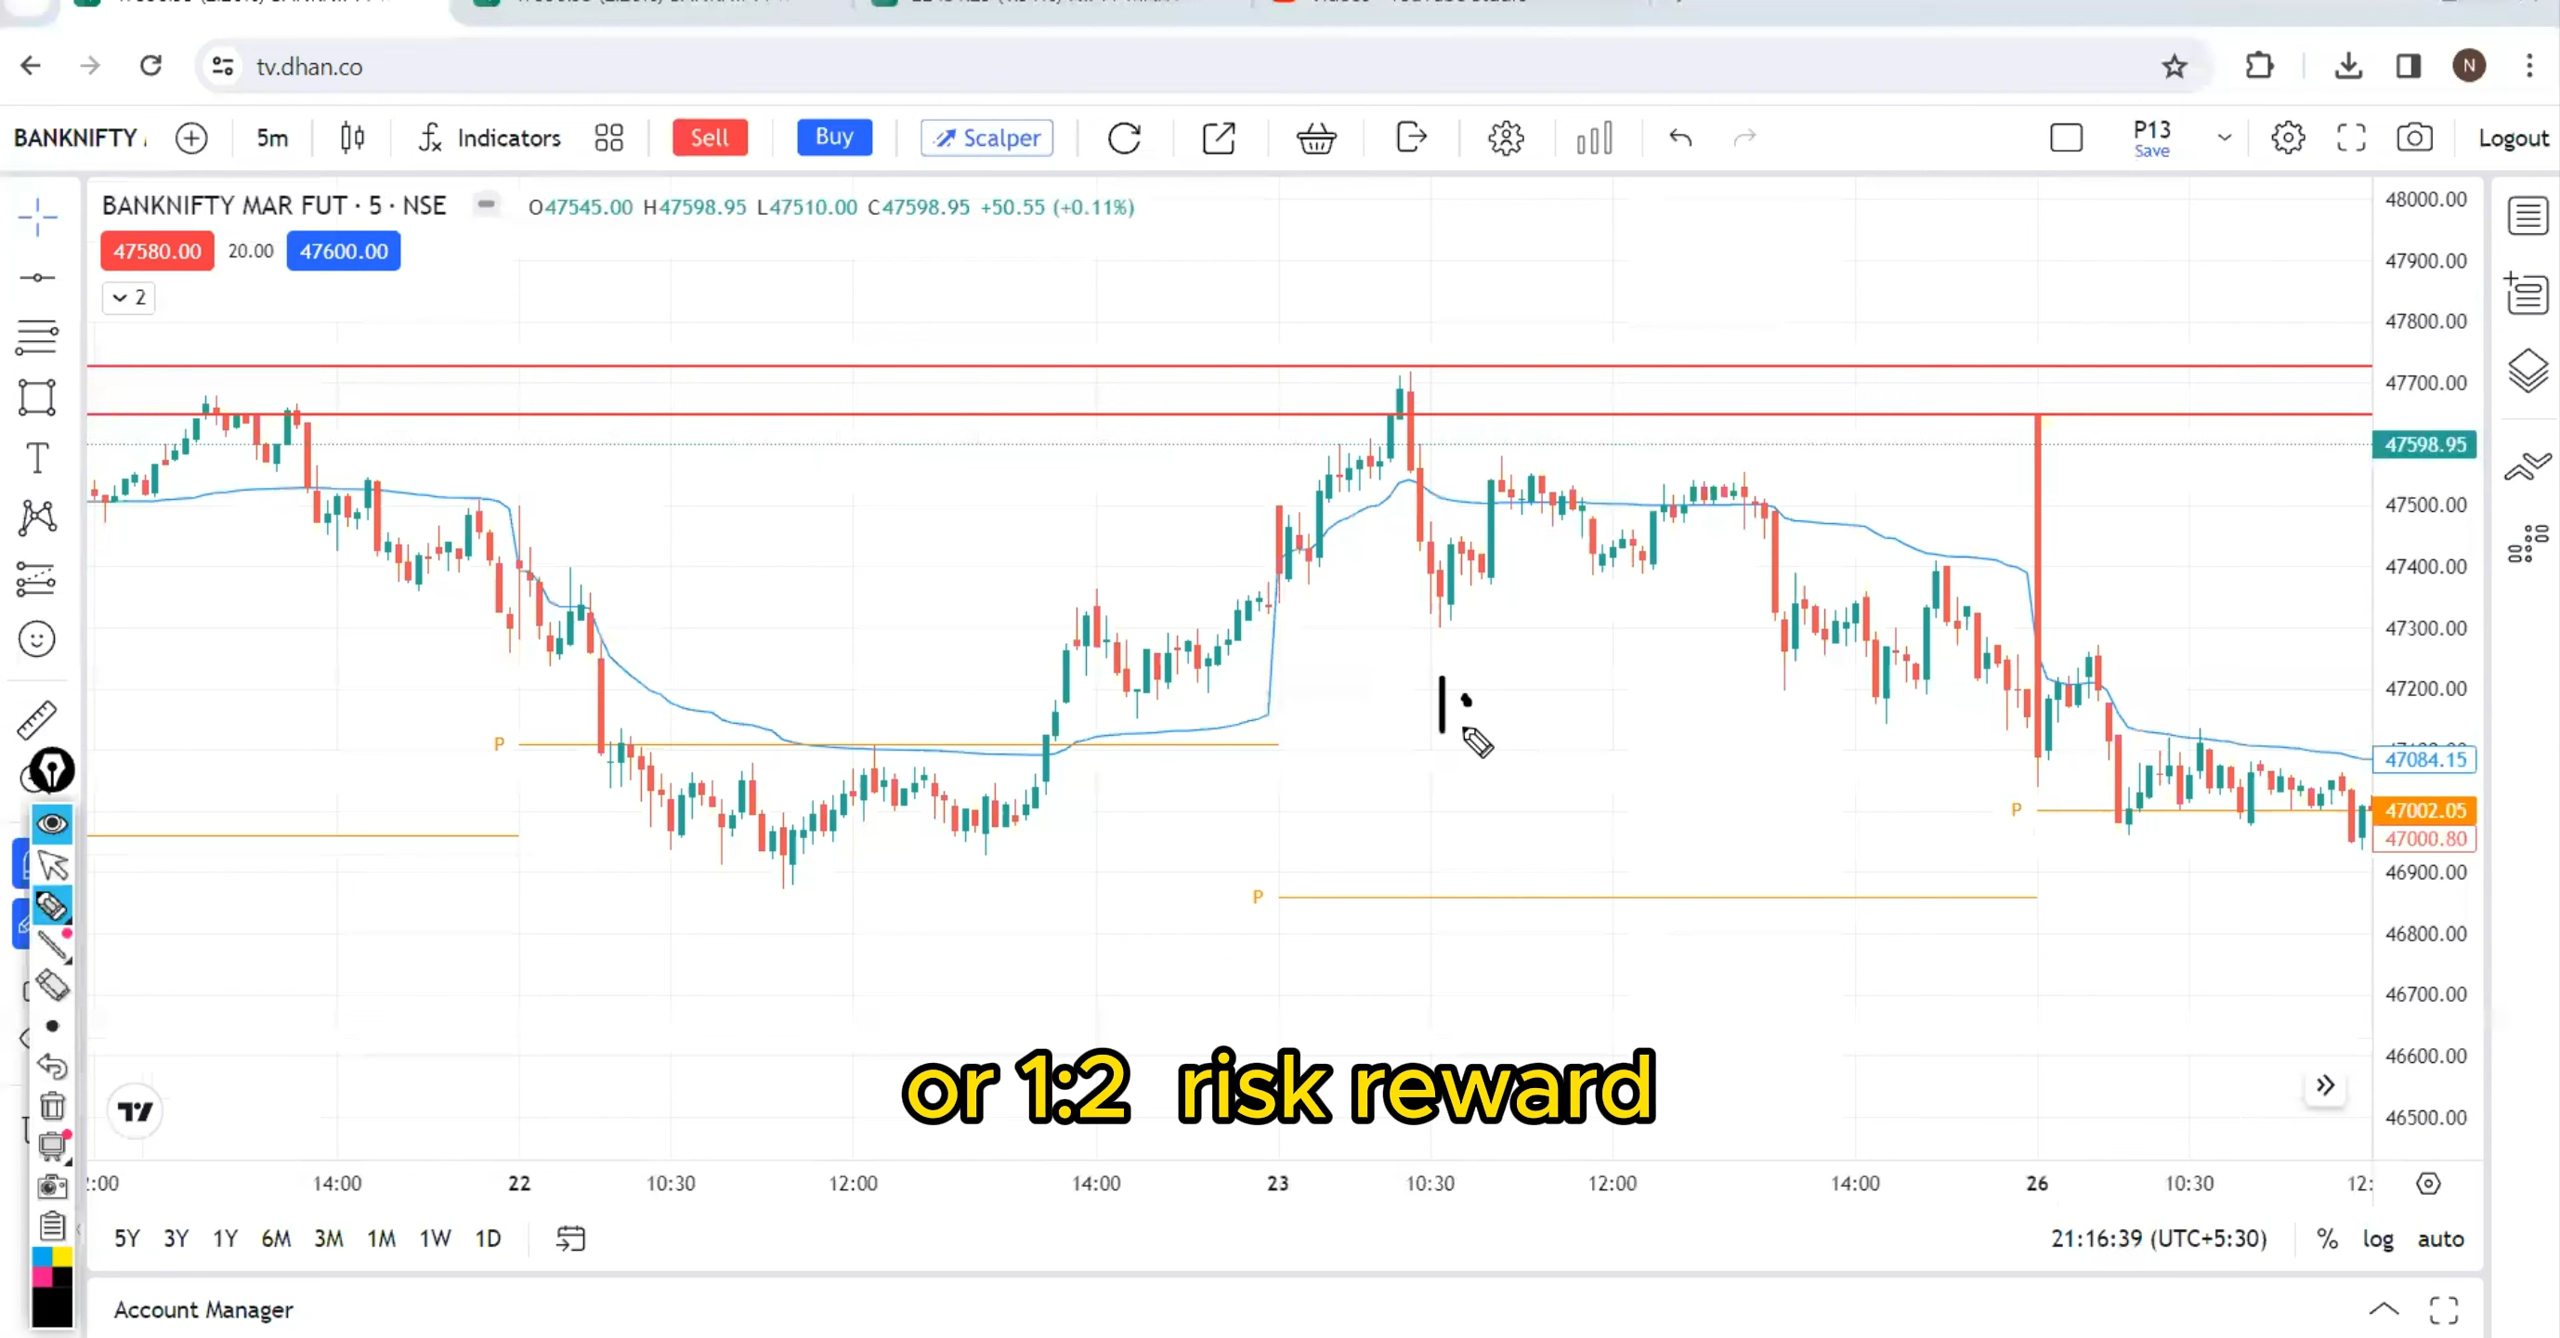 tv.dhan.co
N
BANKNIFTY
5m
Indicators
Sell
Buy
Scalper
P13
Save
Logout
BANKNIFTY MAR FUT · 5 · NSE
O47545.00 H47598.95 L47510.00 C47598.95 +50.55 (+0.11%)
47580.00 20.00 47600.00
2
48000.00
47900.00
47800.00
47700.00
47598.95
47500.00
47400.00
47300.00
47200.00
P
47084.15
P
47002.05
47000.80
46900.00
P
46800.00
46700.00
46600.00
46500.00
or 1:2 risk reward
:00 14:00 22 10:30 12:00 14:00 23 10:30 12:00 14:00 26 10:30 12:
5Y 3Y 1Y 6M 3M 1M 1W 1D
21:16:39 (UTC+5:30) % log auto
Account Manager